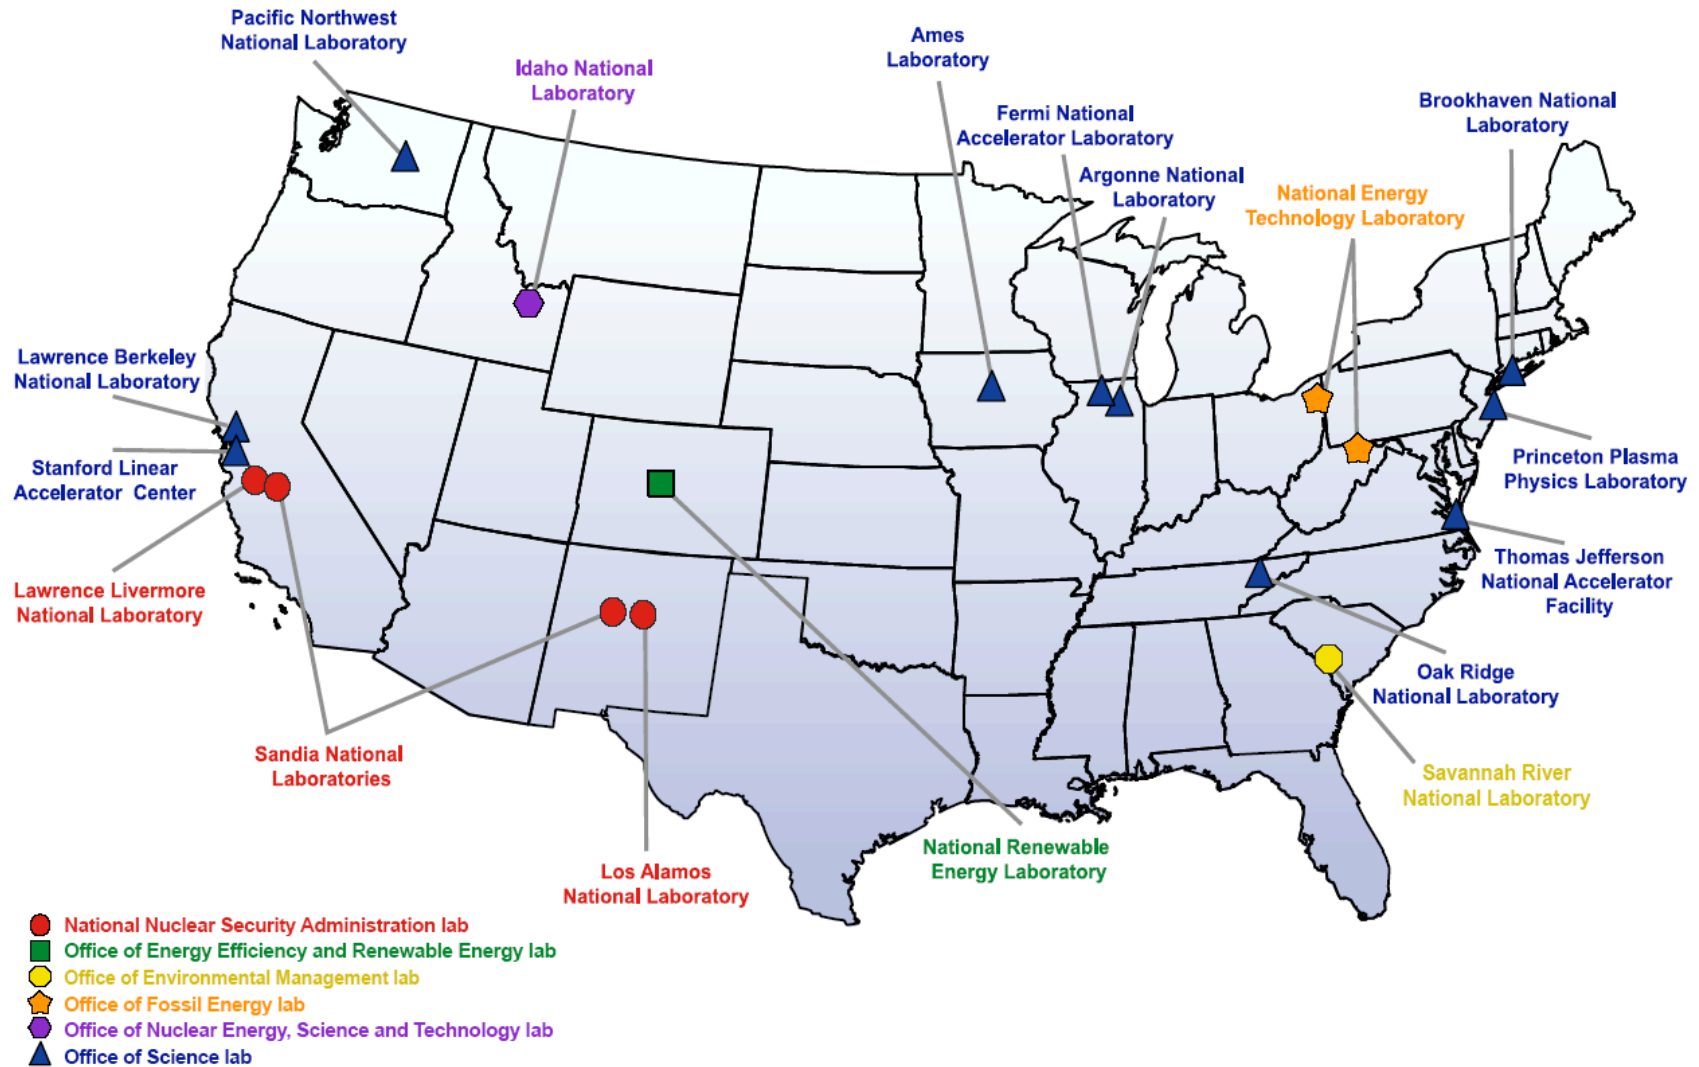 Pacific Northwest
National Laboratory
Idaho National
Laboratory
Ames
Laboratory
Fermi National
Accelerator Laboratory
Argonne National
Laboratory
Brookhaven National
Laboratory
National Energy
Technology Laboratory
Lawrence Berkeley
National Laboratory
Stanford Linear
Accelerator Center
Lawrence Livermore
National Laboratory
Sandia National
Laboratories
Los Alamos
National Laboratory
National Renewable
Energy Laboratory
Princeton Plasma
Physics Laboratory
Thomas Jefferson
National Accelerator
Facility
Oak Ridge
National Laboratory
Savannah River
National Laboratory
National Nuclear Security Administration lab
Office of Energy Efficiency and Renewable Energy lab
Office of Environmental Management lab
Office of Fossil Energy lab
Office of Nuclear Energy, Science and Technology lab
Office of Science lab